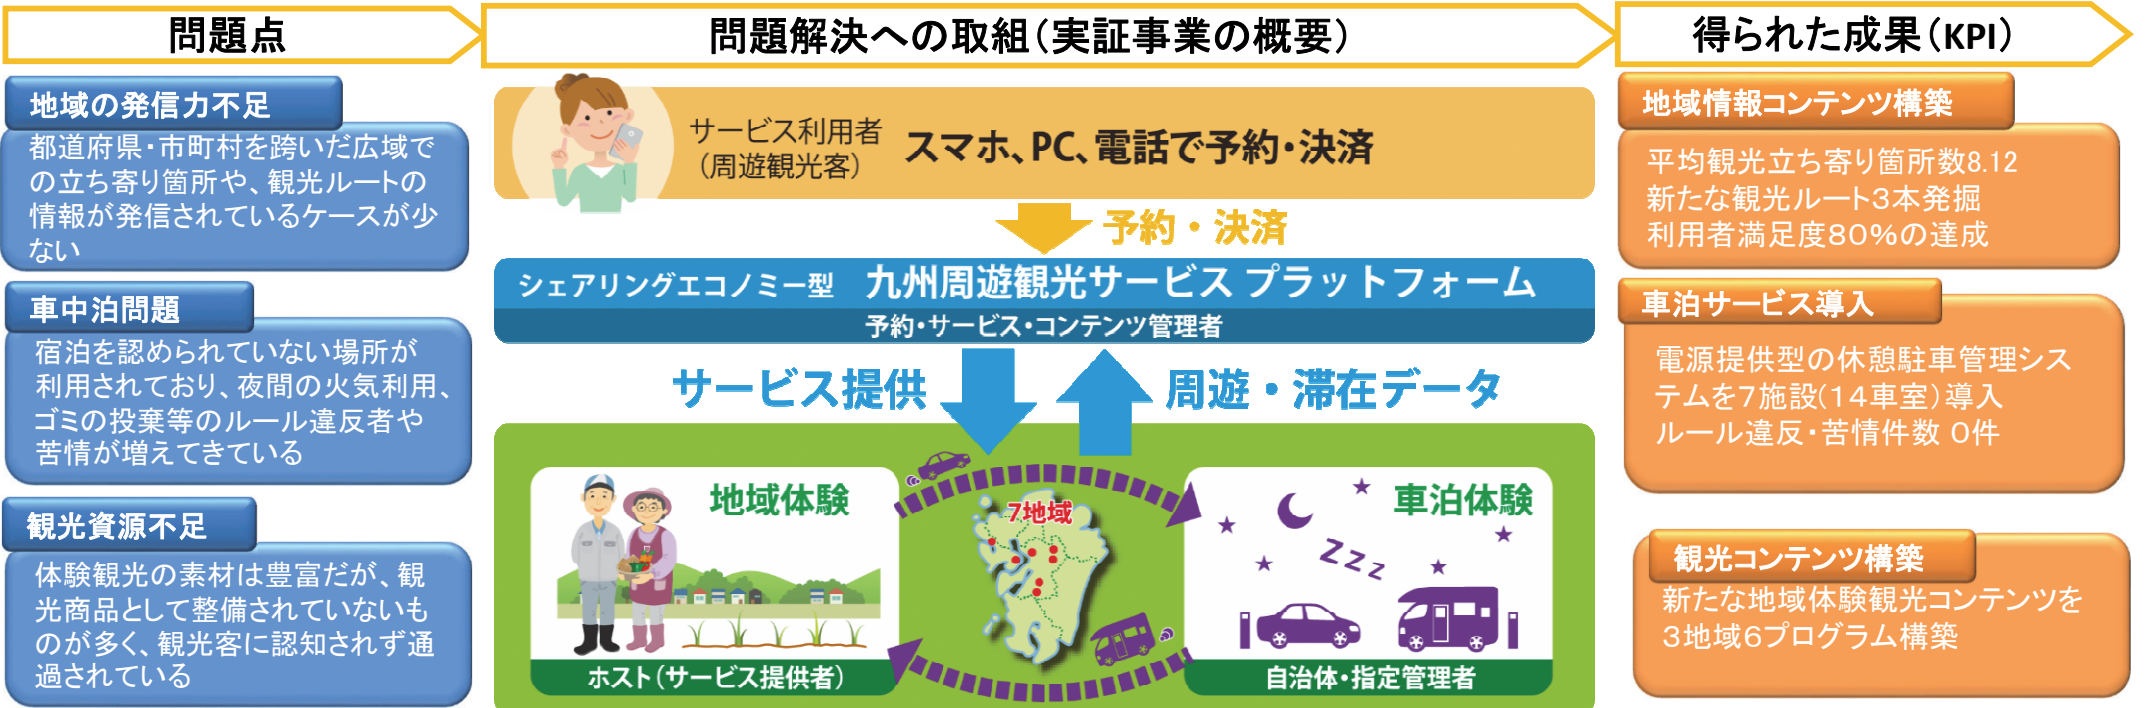 問題点
問題解決への取組（実証事業の概要）
得られた成果（KPI）
地域の発信力不足
都道府県・市町村を跨いだ広域で
の立ち寄り箇所や、観光ルートの
情報が発信されているケースが少
ない
車中泊問題
宿泊を認められていない場所が
利用されており、夜間の火気利用、
ゴミの投棄等のルール違反者や
苦情が増えてきている
観光資源不足
体験観光の素材は豊富だが、観
光商品として整備されていないも
のが多く、観光客に認知されず通
過されている
サービス利用者
（周遊観光客）
スマホ、PC、電話で予約・決済
予約・決済
シェアリングエコノミー型 九州周遊観光サービス プラットフォーム
予約・サービス・コンテンツ管理者
サービス提供
周遊・滞在データ
地域体験
ホスト（サービス提供者）
7地域
車泊体験
ZZZ
自治体・指定管理者
地域情報コンテンツ構築
平均観光立ち寄り箇所数8.12
新たな観光ルート３本発掘
利用者満足度８０％の達成
車泊サービス導入
電源提供型の休憩駐車管理シス
テムを７施設（１４車室）導入
ルール違反・苦情件数 ０件
観光コンテンツ構築
新たな地域体験観光コンテンツを
３地域６プログラム構築